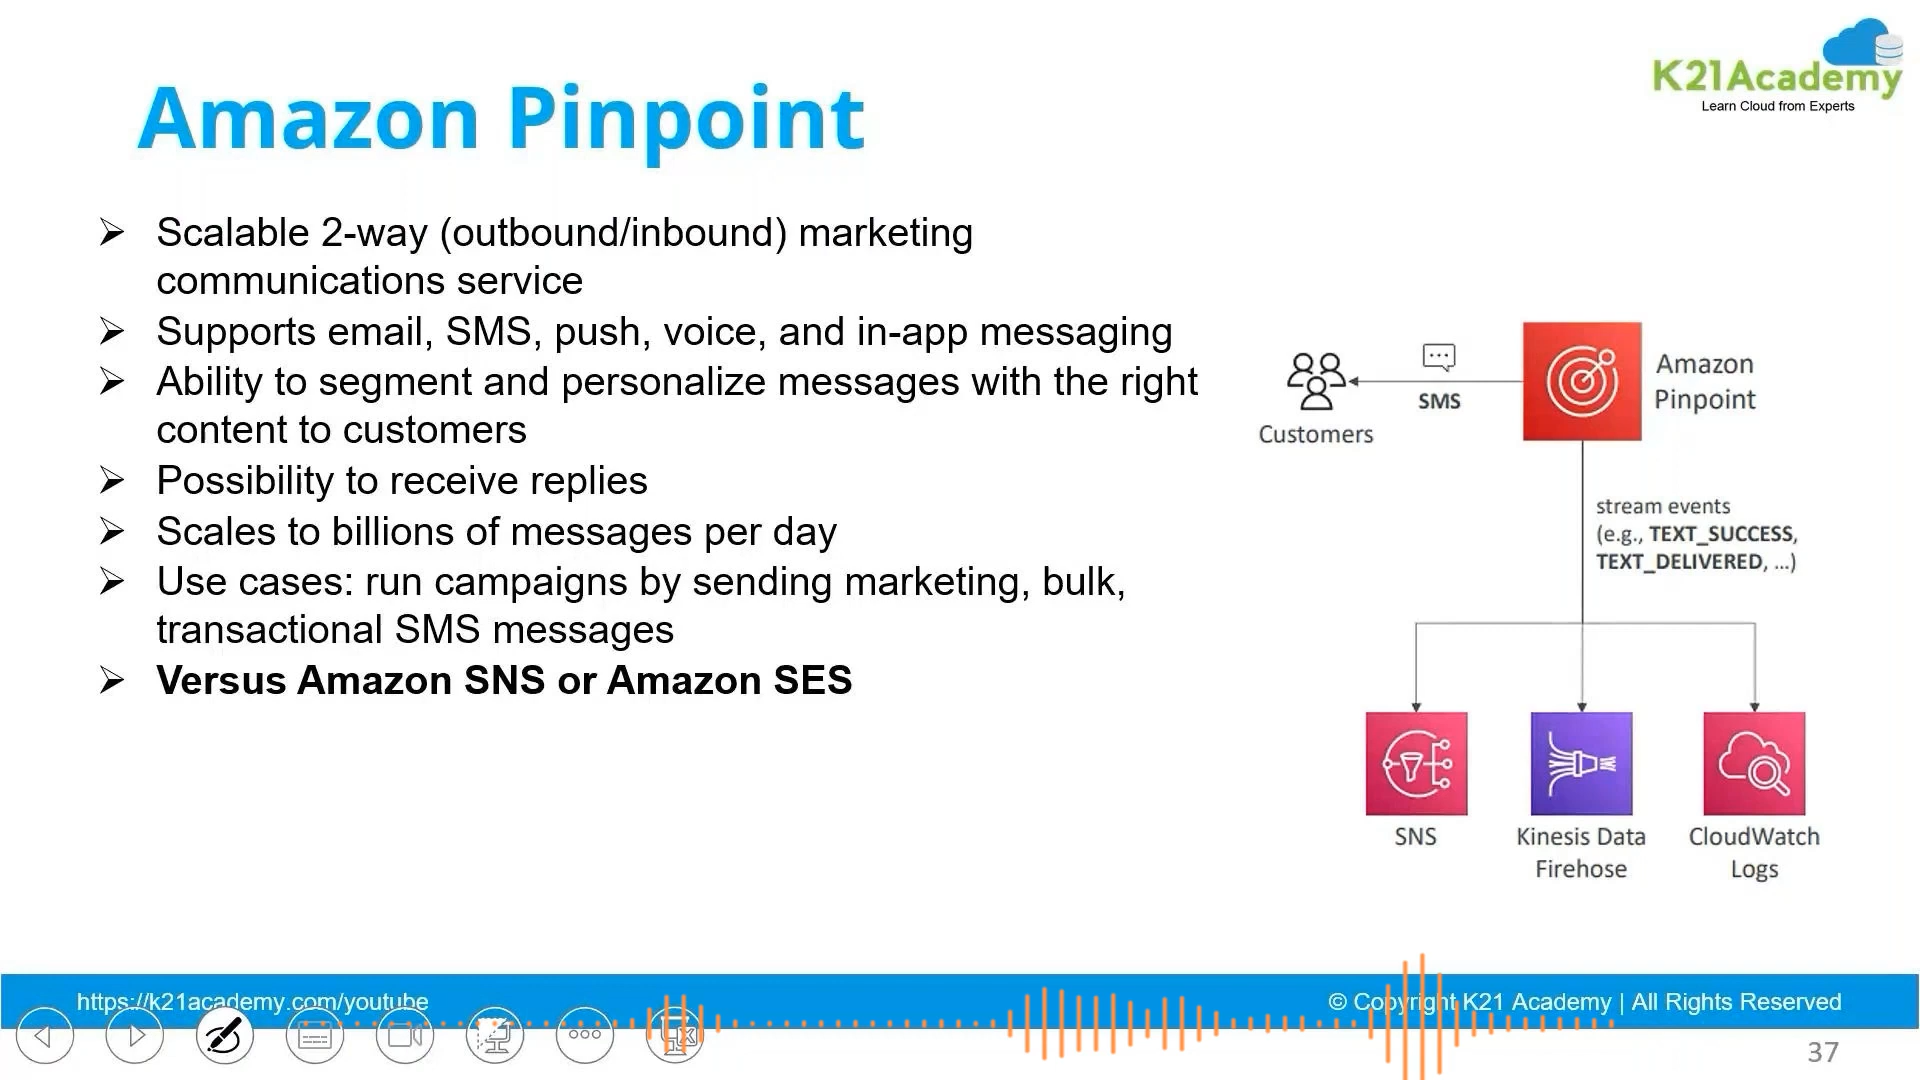 K21Academy
Learn Cloud from Experts
Amazon Pinpoint
➢ Scalable 2-way (outbound/inbound) marketing
communications service
➢ Supports email, SMS, push, voice, and in-app messaging
➢ Ability to segment and personalize messages with the right
content to customers
➢ Possibility to receive replies
➢ Scales to billions of messages per day
➢ Use cases: run campaigns by sending marketing, bulk,
transactional SMS messages
➢ Versus Amazon SNS or Amazon SES
Customers
SMS
Amazon
Pinpoint
stream events
(e.g., TEXT_SUCCESS,
TEXT_DELIVERED, ...)
SNS
Kinesis Data
Firehose
CloudWatch
Logs
https://k21academy.com/youtube
© Copyright K21 Academy | All Rights Reserved
37